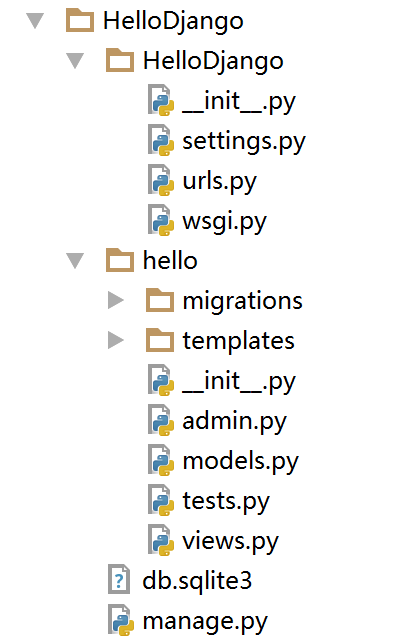 HelloDjango
HelloDjango
__init__.py
settings.py
urls.py
wsgi.py
hello
migrations
templates
__init__.py
admin.py
models.py
tests.py
views.py
db.sqlite3
manage.py